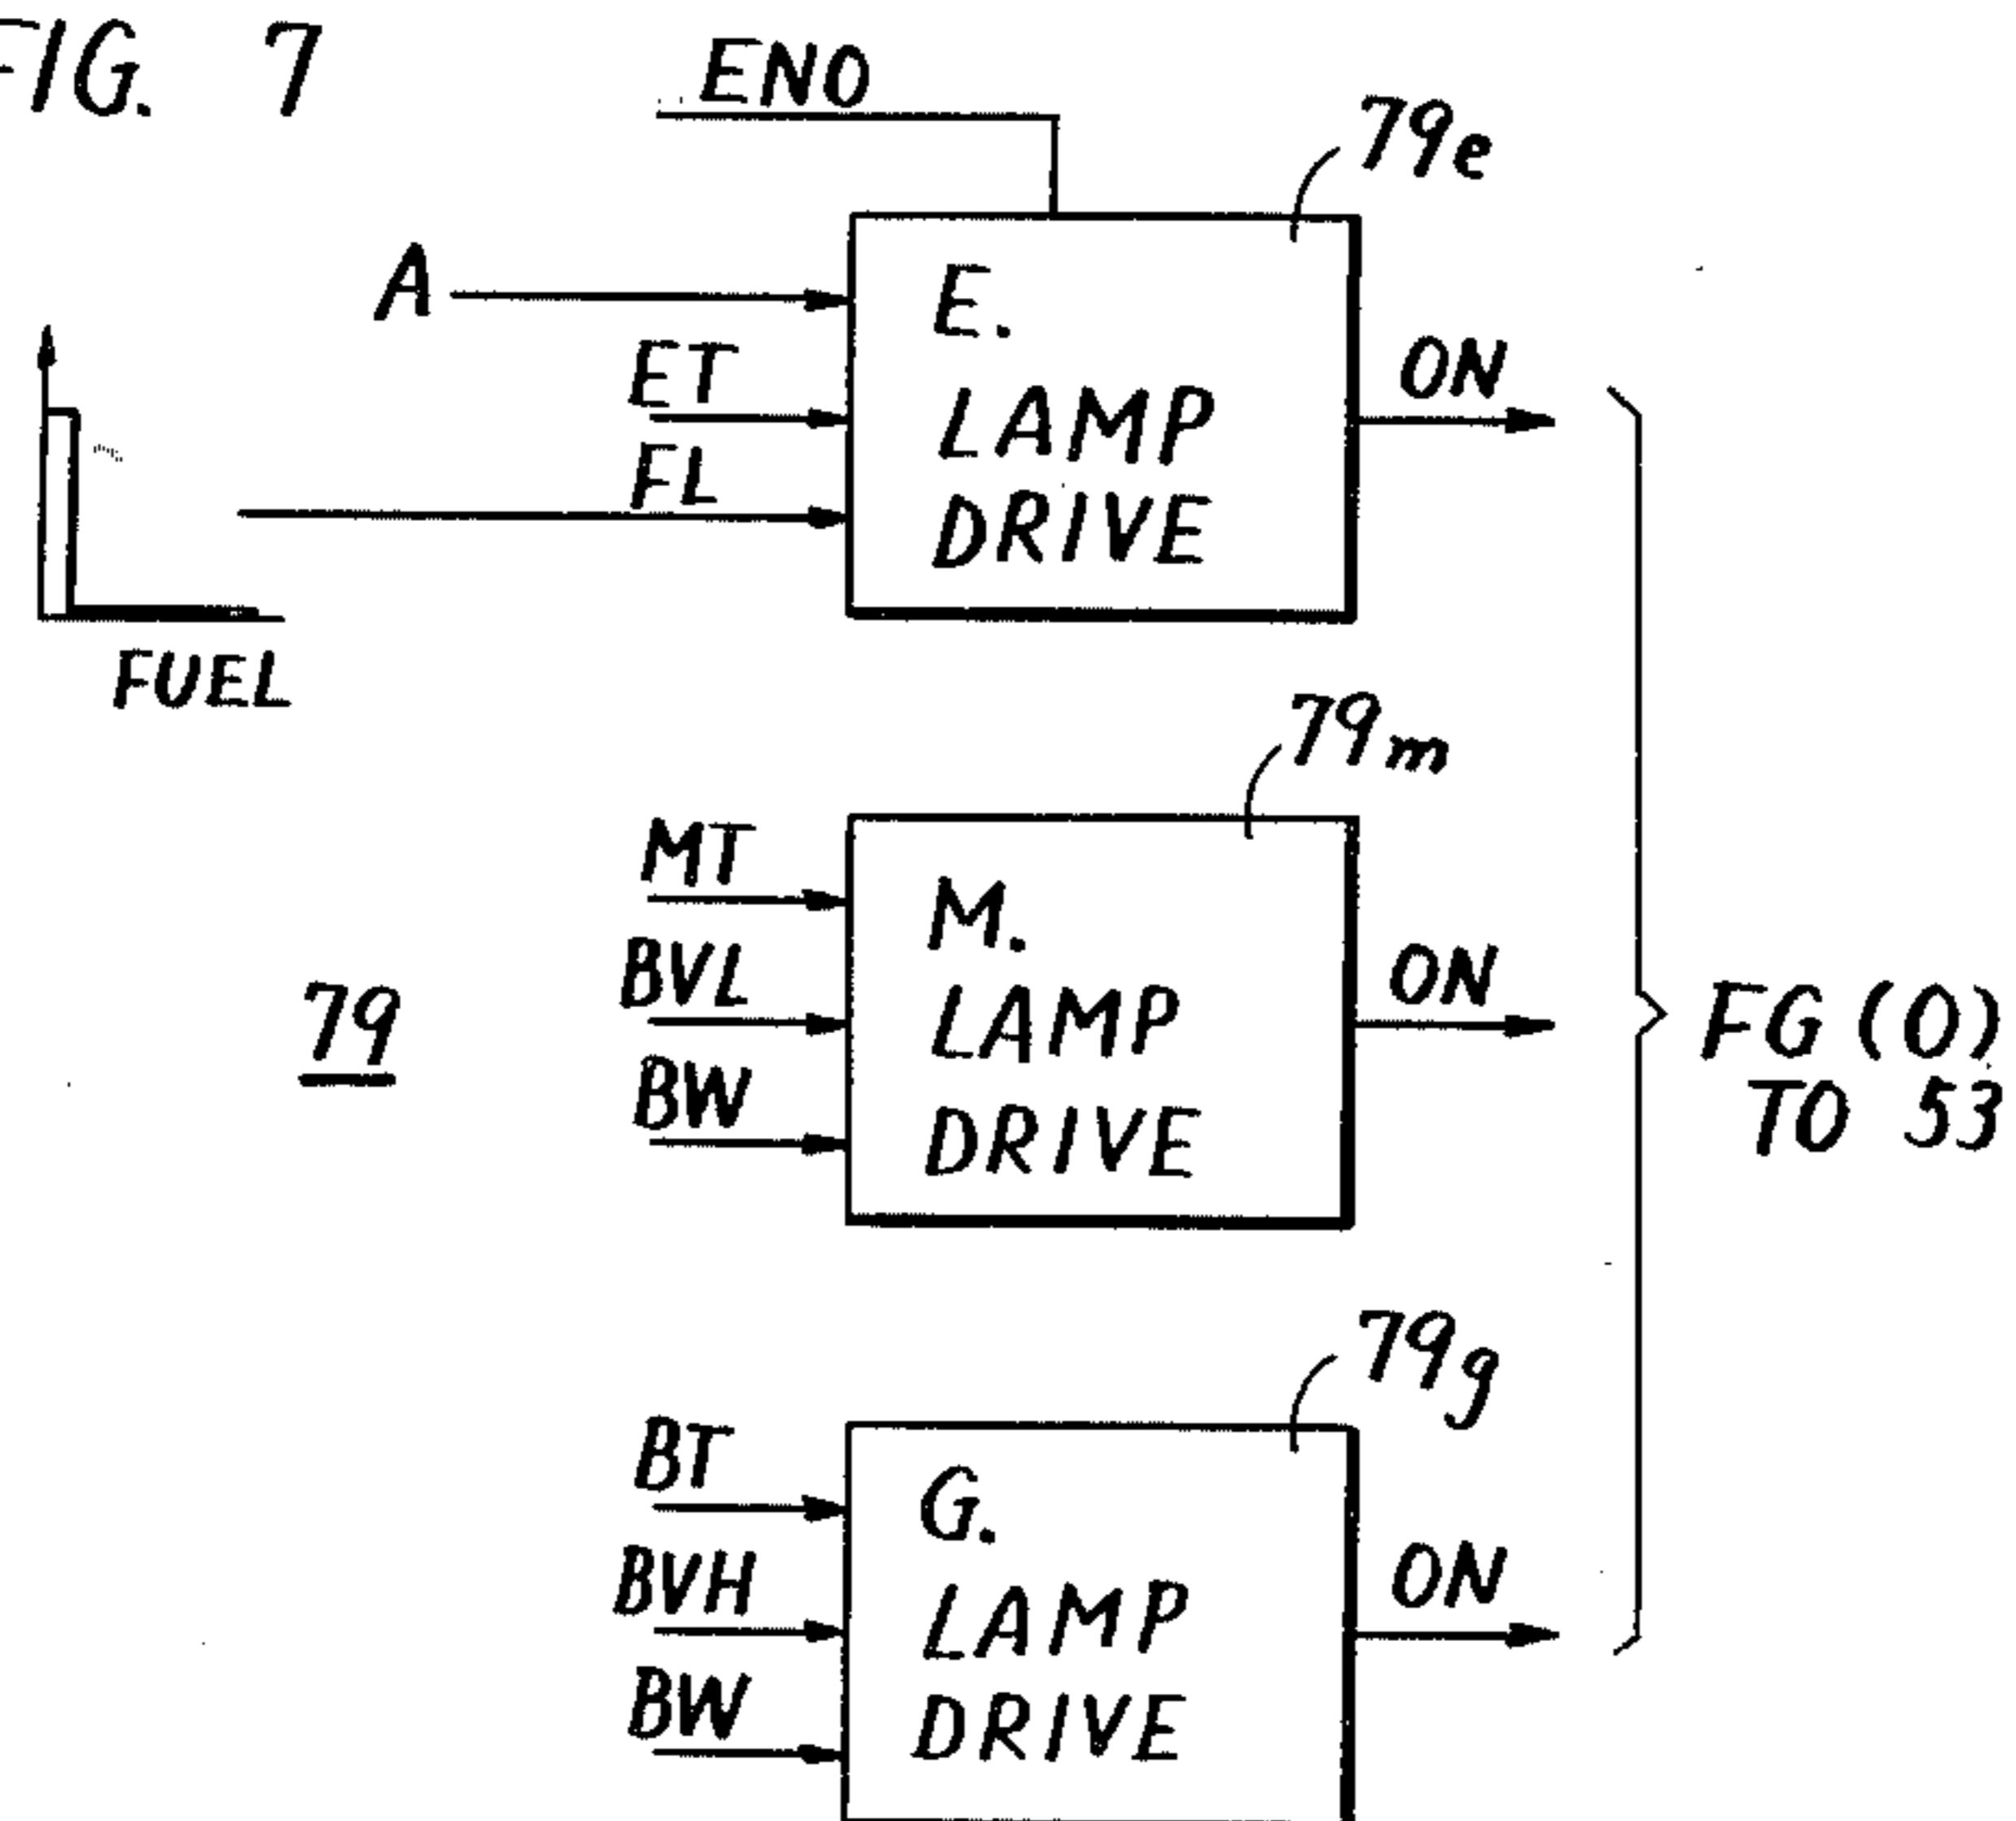 FIG. 7
ENO
79e
A
E.
LAMP
DRIVE
ET
FL
ON
FUEL
79m
MT
BVL
BW
M.
LAMP
DRIVE
ON
79
FG (O)
TO 53
79g
BT
BVH
BW
G.
LAMP
DRIVE
ON